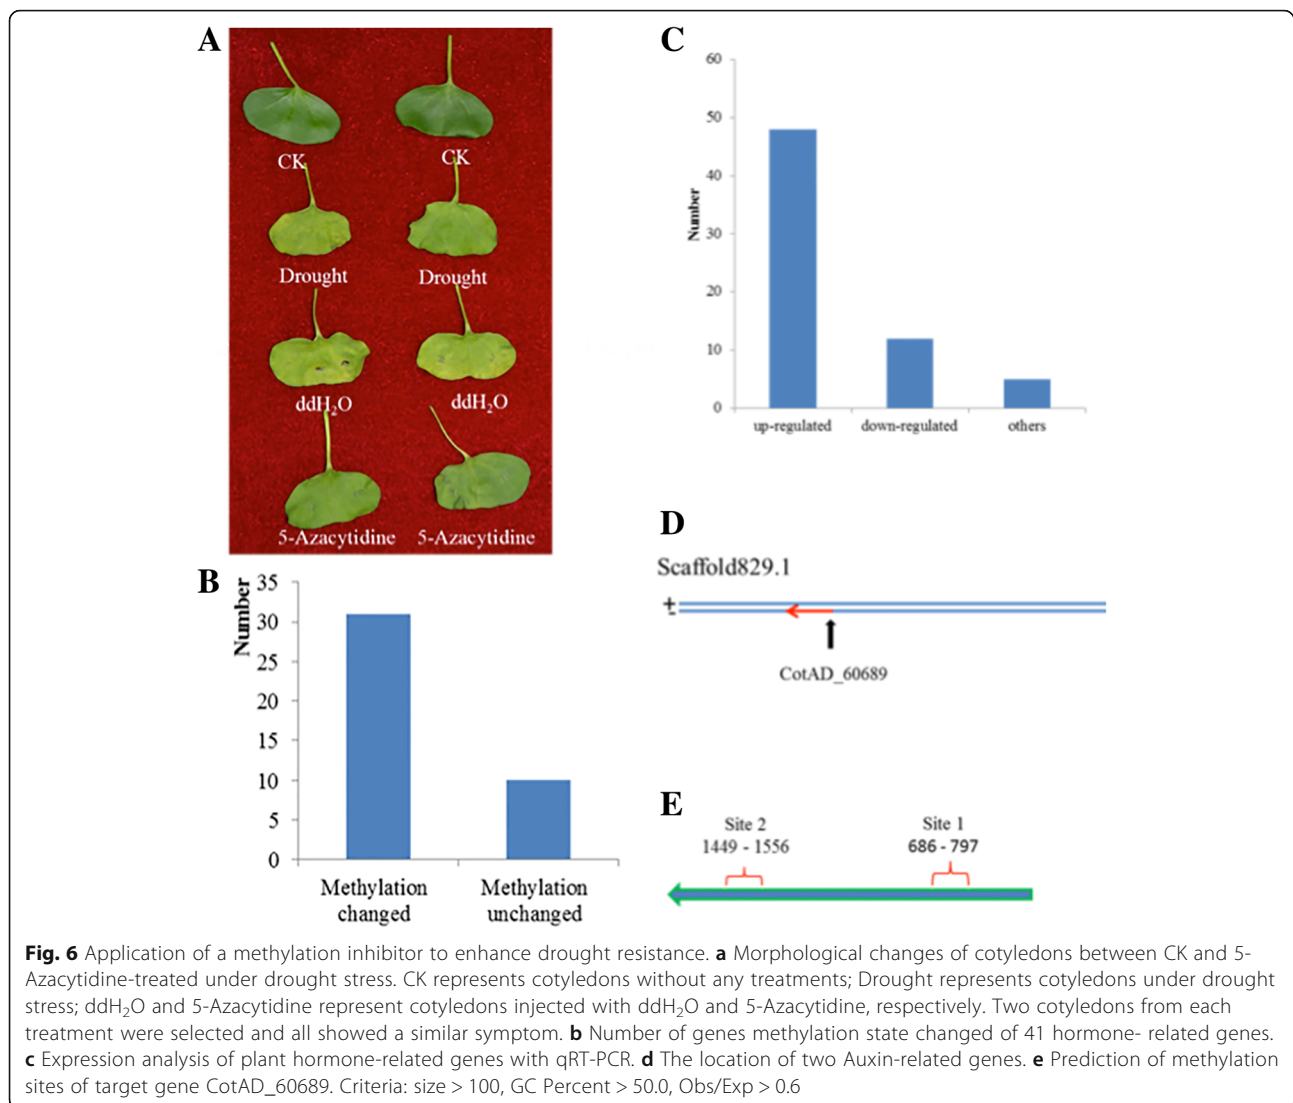 A
CK
CK
Drought
Drought
ddH₂O
ddH₂O
5-Azacytidine
5-Azacytidine
B
Number
35
30
25
20
15
10
5
0
Methylation changed
Methylation unchanged
C
Number
60
50
40
30
20
10
0
up-regulated
down-regulated
others
D
Scaffold829.1
+
-
CotAD_60689
E
Site 2
1449 - 1556
Site 1
686 - 797
Fig. 6 Application of a methylation inhibitor to enhance drought resistance. a Morphological changes of cotyledons between CK and 5-
Azacytidine-treated under drought stress. CK represents cotyledons without any treatments; Drought represents cotyledons under drought
stress; ddH₂O and 5-Azacytidine represent cotyledons injected with ddH₂O and 5-Azacytidine, respectively. Two cotyledons from each
treatment were selected and all showed a similar symptom. b Number of genes methylation state changed of 41 hormone- related genes.
c Expression analysis of plant hormone-related genes with qRT-PCR. d The location of two Auxin-related genes. e Prediction of methylation
sites of target gene CotAD_60689. Criteria: size > 100, GC Percent > 50.0, Obs/Exp > 0.6